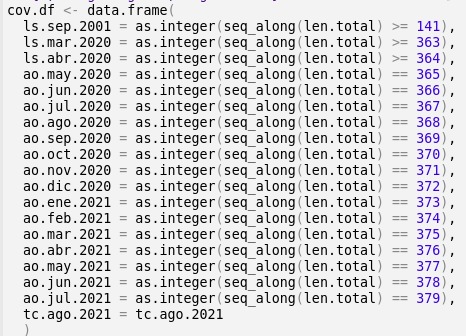 cov.df <- data.frame(
ls.sep.2001 = as.integer(seq_along(len.total) >= 141),
ls.mar.2020 = as.integer(seq_along(len.total) >= 363),
ls.abr.2020 = as.integer(seq_along(len.total) >= 364),
ao.may.2020 = as.integer(seq_along(len.total) == 365),
ao.jun.2020 = as.integer(seq_along(len.total) == 366),
ao.jul.2020 = as.integer(seq_along(len.total) == 367),
ao.ago.2020 = as.integer(seq_along(len.total) == 368),
ao.sep.2020 = as.integer(seq_along(len.total) == 369),
ao.oct.2020 = as.integer(seq_along(len.total) == 370),
ao.nov.2020 = as.integer(seq_along(len.total) == 371),
ao.dic.2020 = as.integer(seq_along(len.total) == 372),
ao.ene.2021 = as.integer(seq_along(len.total) == 373),
ao.feb.2021 = as.integer(seq_along(len.total) == 374),
ao.mar.2021 = as.integer(seq_along(len.total) == 375),
ao.abr.2021 = as.integer(seq_along(len.total) == 376),
ao.may.2021 = as.integer(seq_along(len.total) == 377),
ao.jun.2021 = as.integer(seq_along(len.total) == 378),
ao.jul.2021 = as.integer(seq_along(len.total) == 379),
tc.ago.2021 = tc.ago.2021
)